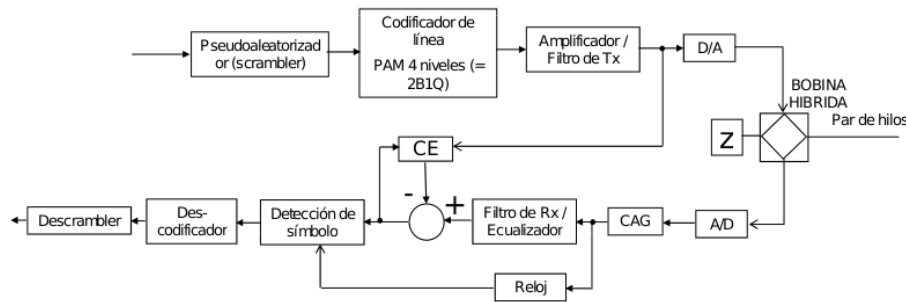 Pseudoaleatorizad
or (scrambler)
Codificador de
línea
PAM 4 niveles (=
2B1Q)
Amplificador /
Filtro de Tx
D/A
BOBINA
HIBRIDA
Par de hilos
Z
CE
-
+
Descrambler
Des-
codificador
Detección de
símbolo
Filtro de Rx /
Ecualizador
CAG
A/D
Reloj